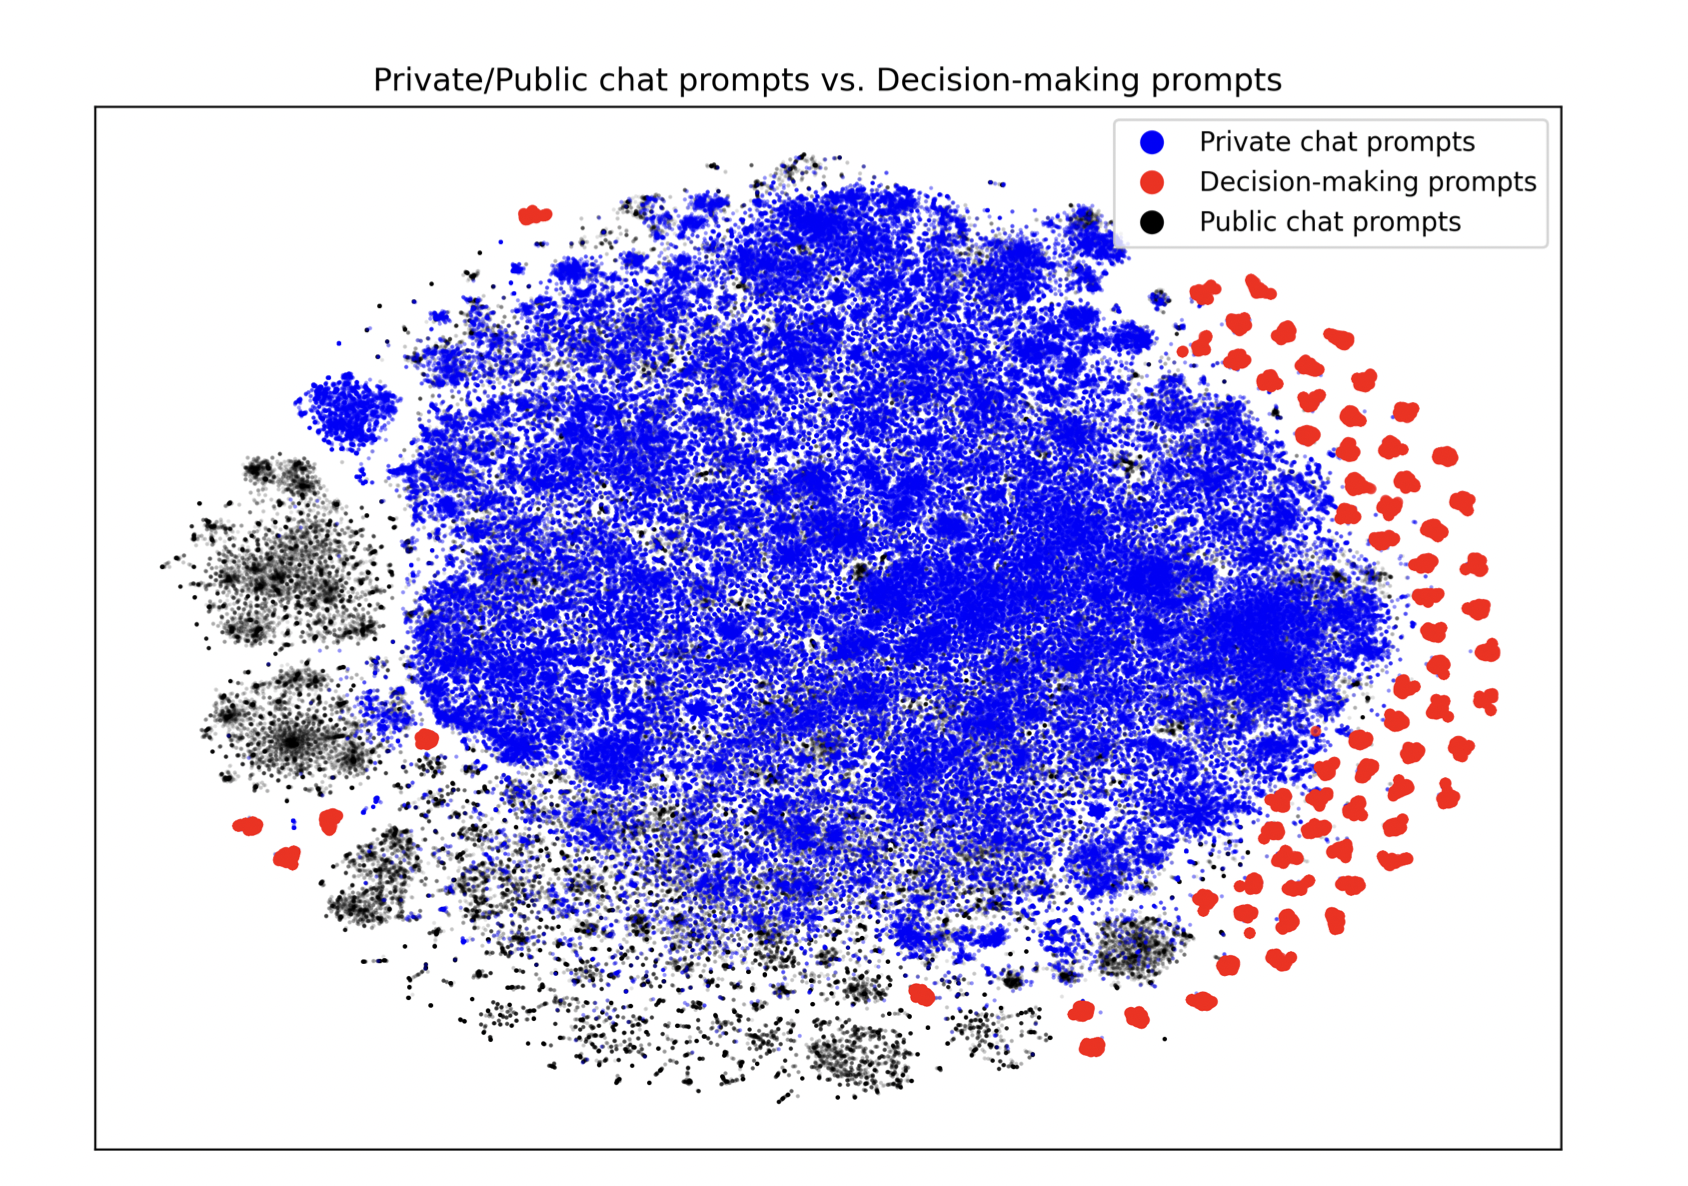 Private/Public chat prompts vs. Decision-making prompts
Private chat prompts
Decision-making prompts
Public chat prompts